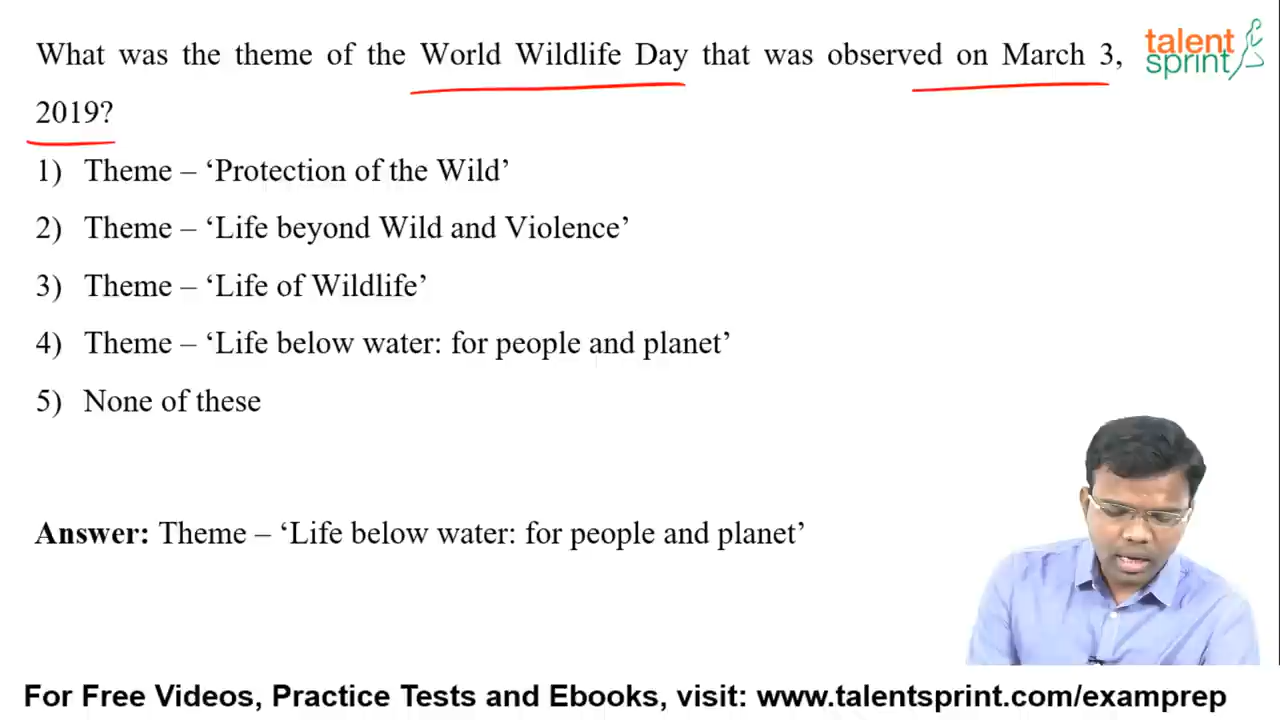 What was the theme of the World Wildlife Day that was observed on March 3,
2019?
talent
sprint
1) Theme – ‘Protection of the Wild’
2) Theme – ‘Life beyond Wild and Violence’
3) Theme – ‘Life of Wildlife’
4) Theme – ‘Life below water: for people and planet’
5) None of these
Answer: Theme – ‘Life below water: for people and planet’
For Free Videos, Practice Tests and Ebooks, visit: www.talentsprint.com/examprep